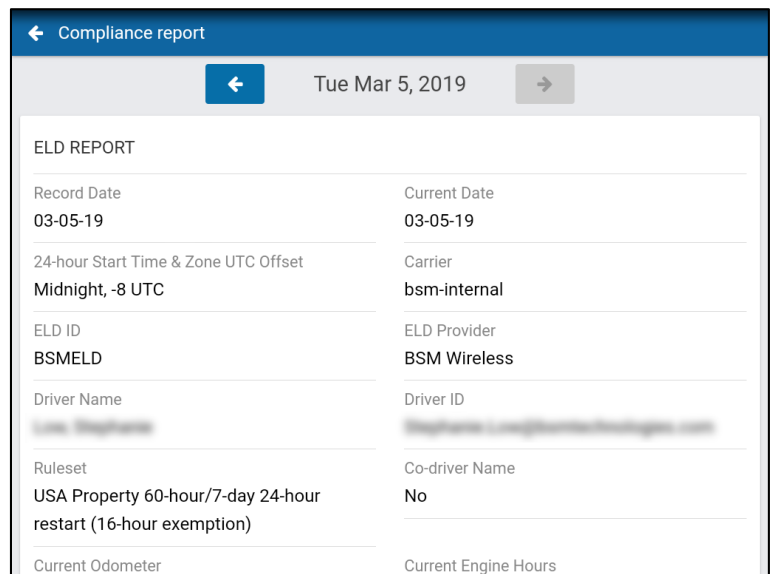 Compliance report
Tue Mar 5, 2019
ELD REPORT
Record Date
03-05-19
Current Date
03-05-19
24-hour Start Time & Zone UTC Offset
Midnight, -8 UTC
Carrier
bsm-internal
ELD ID
BSMELD
ELD Provider
BSM Wireless
Driver Name
Driver ID
Ruleset
USA Property 60-hour/7-day 24-hour
restart (16-hour exemption)
Co-driver Name
No
Current Odometer
Current Engine Hours